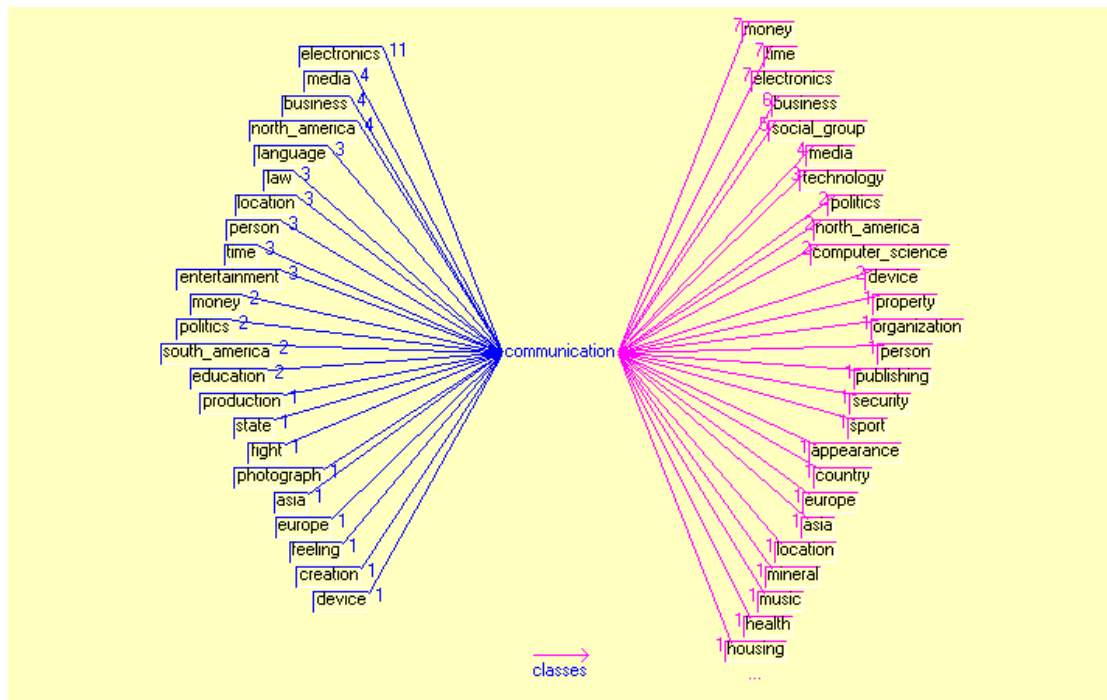 electronics 11
media 4
business 4
north_america 4
language 3
law 3
location 3
person 3
time 3
entertainment 3
money 2
politics 2
south_america 2
education 2
production 1
state 1
fight 1
photograph 1
asia 1
europe 1
feeling 1
creation 1
device 1
communication
7 money
7 time
7 electronics
6 business
5 social_group
4 media
3 technology
2 politics
2 north_america
2 computer_science
2 device
1 property
1 organization
1 person
1 publishing
1 security
1 sport
1 appearance
1 country
1 europe
1 asia
1 location
1 mineral
1 music
1 health
1 housing
...
classes